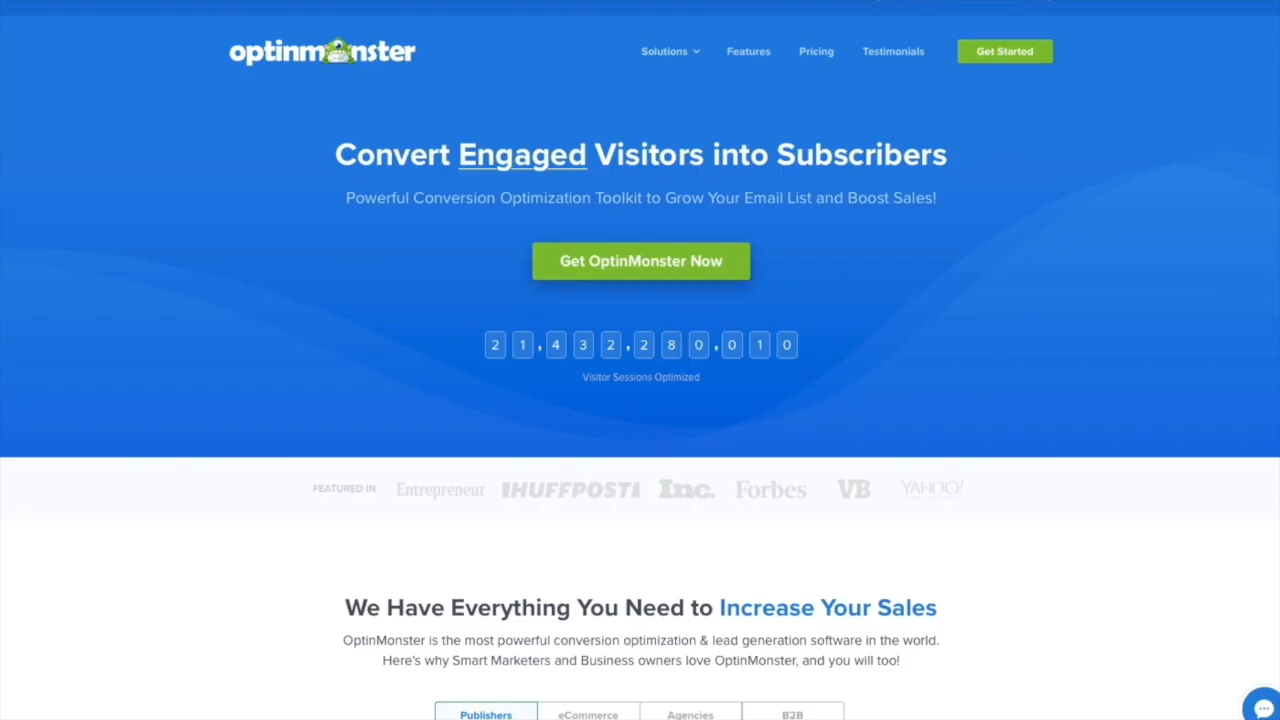 optinmonster
Solutions
Features
Pricing
Testimonials
Get Started
Convert Engaged Visitors into Subscribers
Powerful Conversion Optimization Toolkit to Grow Your Email List and Boost Sales!
Get OptinMonster Now
21,432,280,010
Visitor Sessions Optimized
FEATURED IN
Entrepreneur
HUFFPOST
Inc.
Forbes
VB
YAHOO!
We Have Everything You Need to Increase Your Sales
OptinMonster is the most powerful conversion optimization & lead generation software in the world.
Here's why Smart Marketers and Business owners love OptinMonster, and you will too!
Publishers
eCommerce
Agencies
B2B